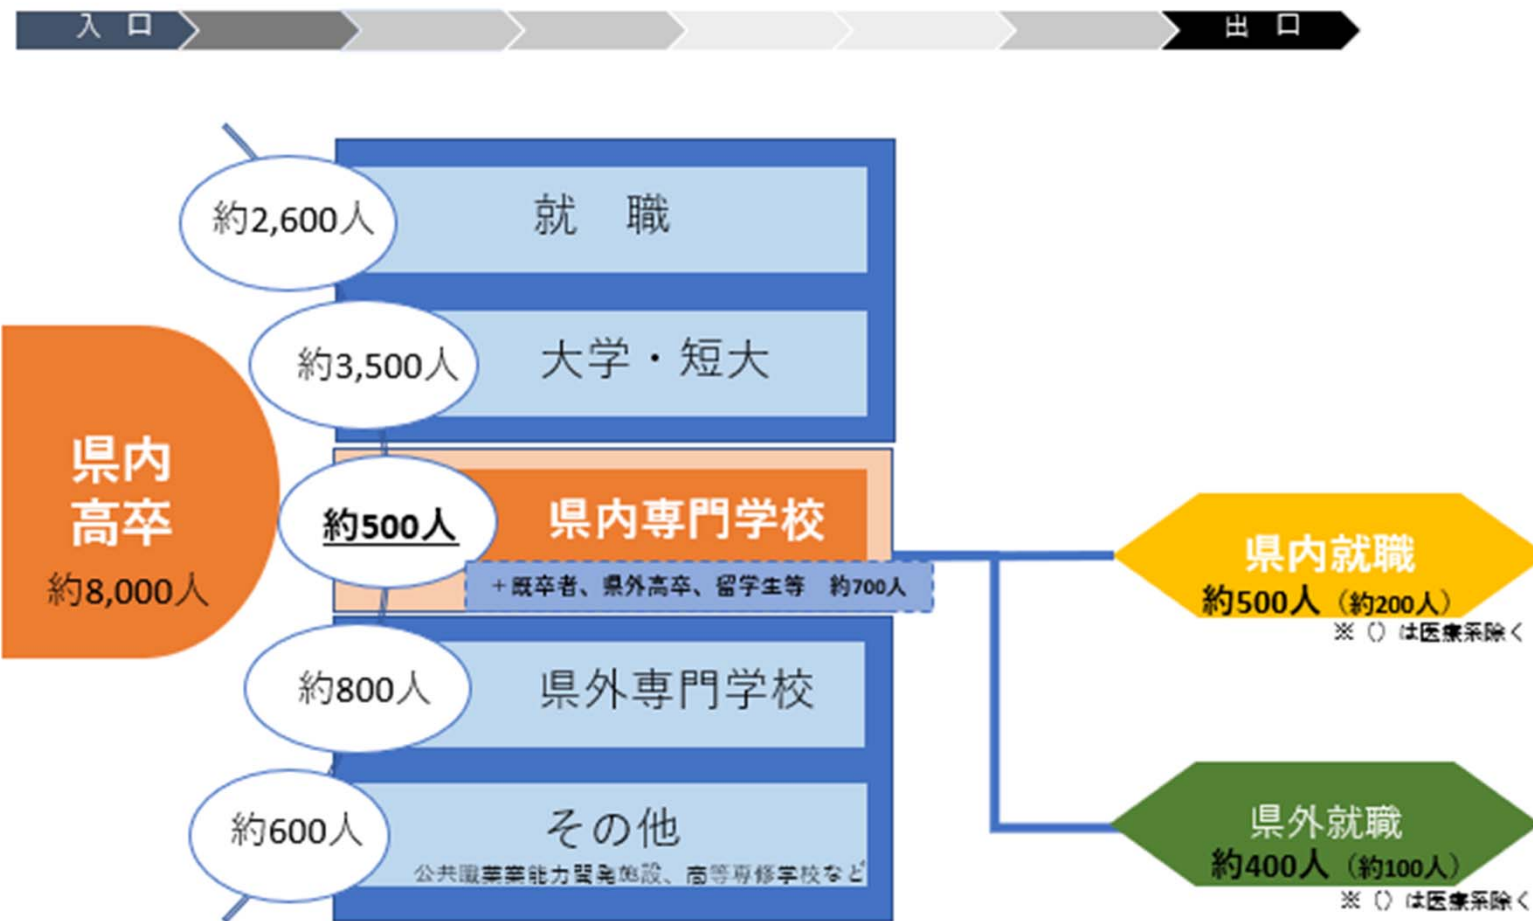 入 口
出 口
約2,600人
就 職
約3,500人
大学・短大
県内
高卒
約8,000人
約500人
県内専門学校
+既卒者、県外高卒、留学生等 約700人
県内就職
約500人（約200人）
※（）は医療系除く
約800人
県外専門学校
約600人
その他
公共職業業能力開発施設、高等専修学校など
県外就職
約400人（約100人）
※（）は医療系除く